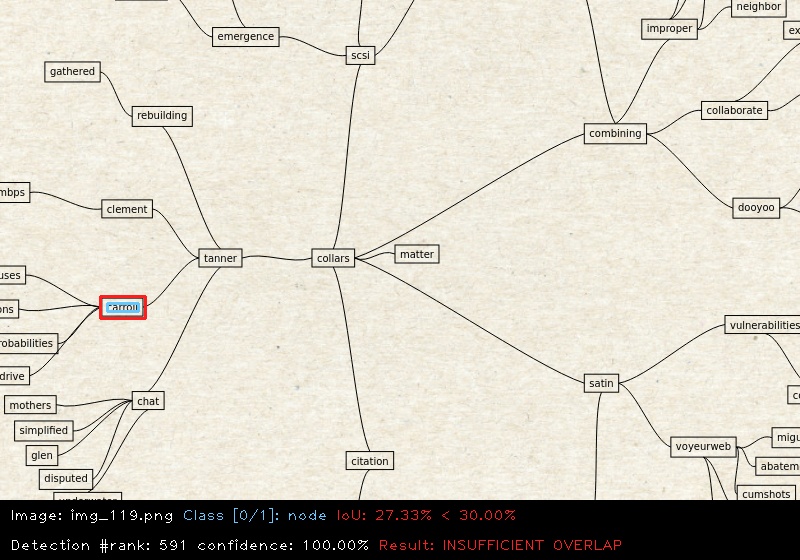 neighbor
improper
emergence
scsi
gathered
collaborate
rebuilding
combining
mbps
clement
dooyoo
matter
tanner
collars
uses
ons
vulnerabilities
robabilities
drive
satin
chat
mothers
simplified
migu
voyeurweb
glen
citation
abatem
disputed
cumshots
Image: img_119.png Class [0/1]: node IoU: 27.33% < 30.00%
Detection #rank: 591 confidence: 100.00% Result: INSUFFICIENT OVERLAP